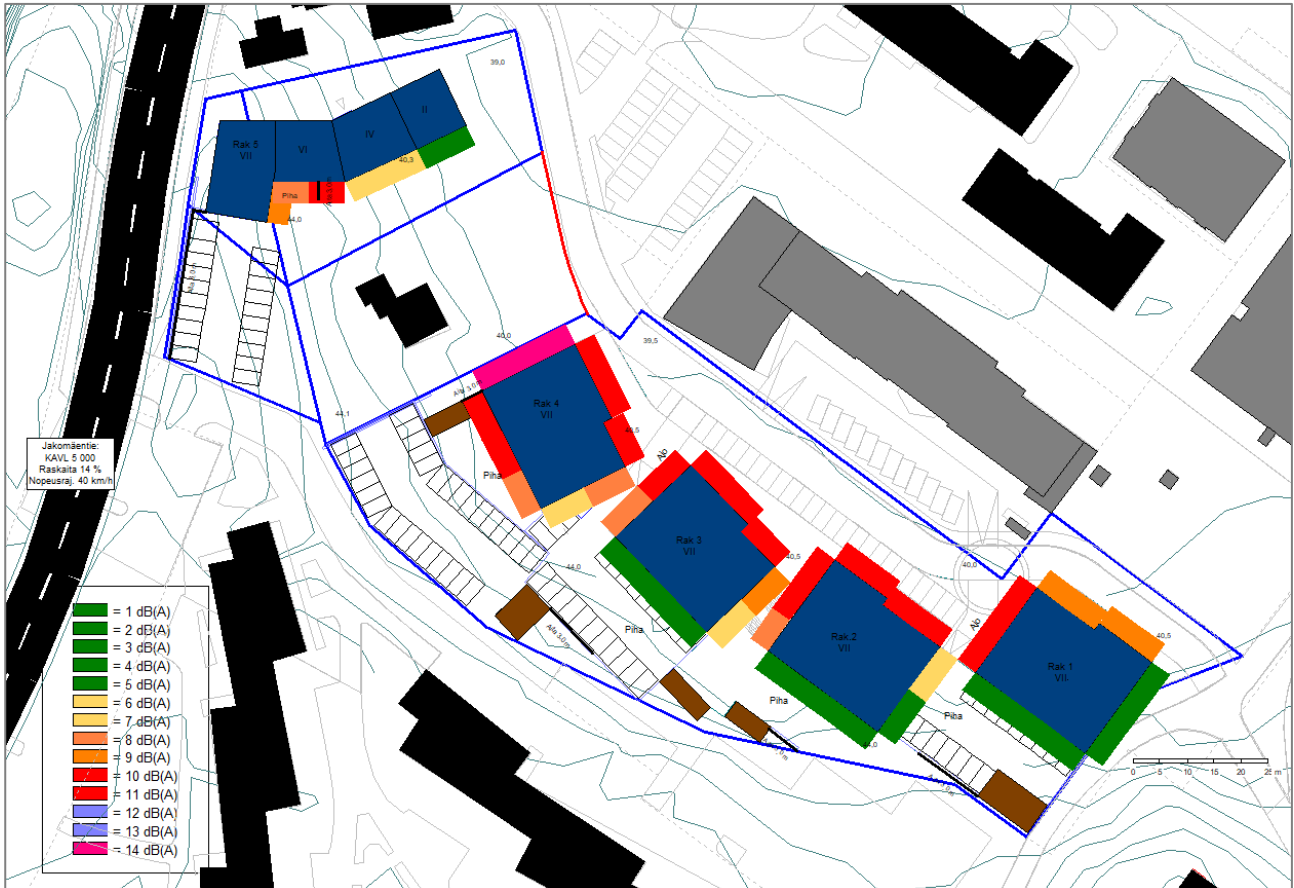 39,0
II
IV
Rak 5
VII
VI
40,3
Piha
44,0
40,0
39,5
44,1
Rak 4
VII
40,5
Piha
Jakomäentie:
KAVL 5 000
Raskaita 14 %
Nopeusraj. 40 km/h
Rak 3
VII
40,5
44,0
40,0
Piha
Rak 2
VII
Rak 1
VII
40,5
Piha
Piha
0 5 10 15 20 25 m
= 1 dB(A)
= 2 dB(A)
= 3 dB(A)
= 4 dB(A)
= 5 dB(A)
= 6 dB(A)
= 7 dB(A)
= 8 dB(A)
= 9 dB(A)
= 10 dB(A)
= 11 dB(A)
= 12 dB(A)
= 13 dB(A)
= 14 dB(A)